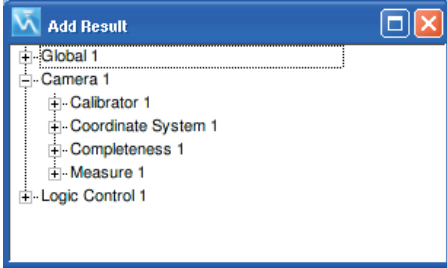 Add Result
Global 1
Camera 1
Calibrator 1
Coordinate System 1
Completeness 1
Measure 1
Logic Control 1